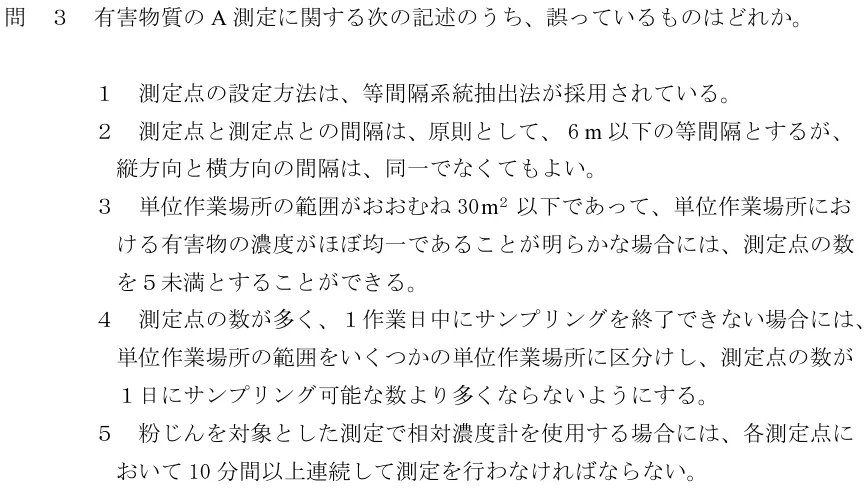 問　３　有害物質の A 測定に関する次の記述のうち、誤っているものはどれか。
１　測定点の設定方法は、等間隔系統抽出法が採用されている。
２　測定点と測定点との間隔は、原則として、６m 以下の等間隔とするが、
縦方向と横方向の間隔は、同一でなくてもよい。
３　単位作業場所の範囲がおおむね 30m² 以下であって、単位作業場所にお
ける有害物の濃度がほぼ均一であることが明らかな場合には、測定点の数
を５未満とすることができる。
４　測定点の数が多く、１作業日中にサンプリングを終了できない場合には、
単位作業場所の範囲をいくつかの単位作業場所に区分けし、測定点の数が
１日にサンプリング可能な数より多くならないようにする。
５　粉じんを対象とした測定で相対濃度計を使用する場合には、各測定点に
おいて 10 分間以上連続して測定を行わなければならない。